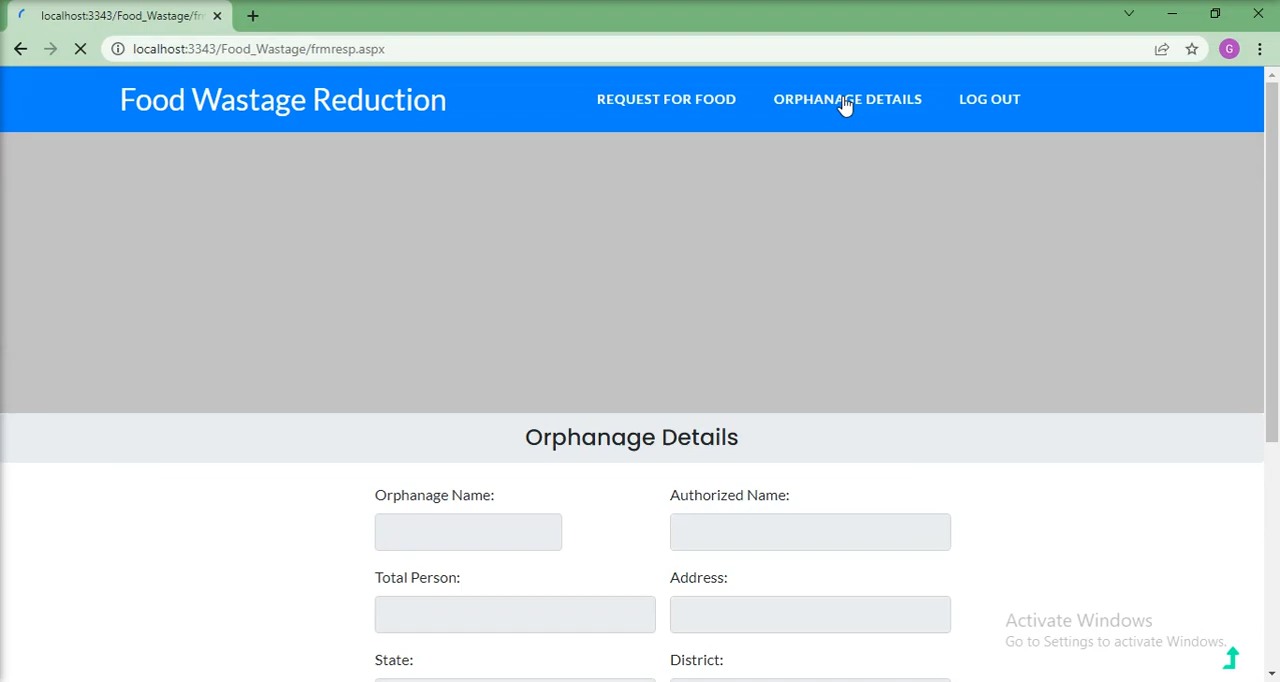 localhost:3343/Food_Wastage/fr
localhost:3343/Food_Wastage/frmresp.aspx
G
Food Wastage Reduction
REQUEST FOR FOOD
ORPHANAGE DETAILS
LOG OUT
Orphanage Details
Orphanage Name:
Authorized Name:
Total Person:
Address:
State:
District:
Activate Windows
Go to Settings to activate Windows.